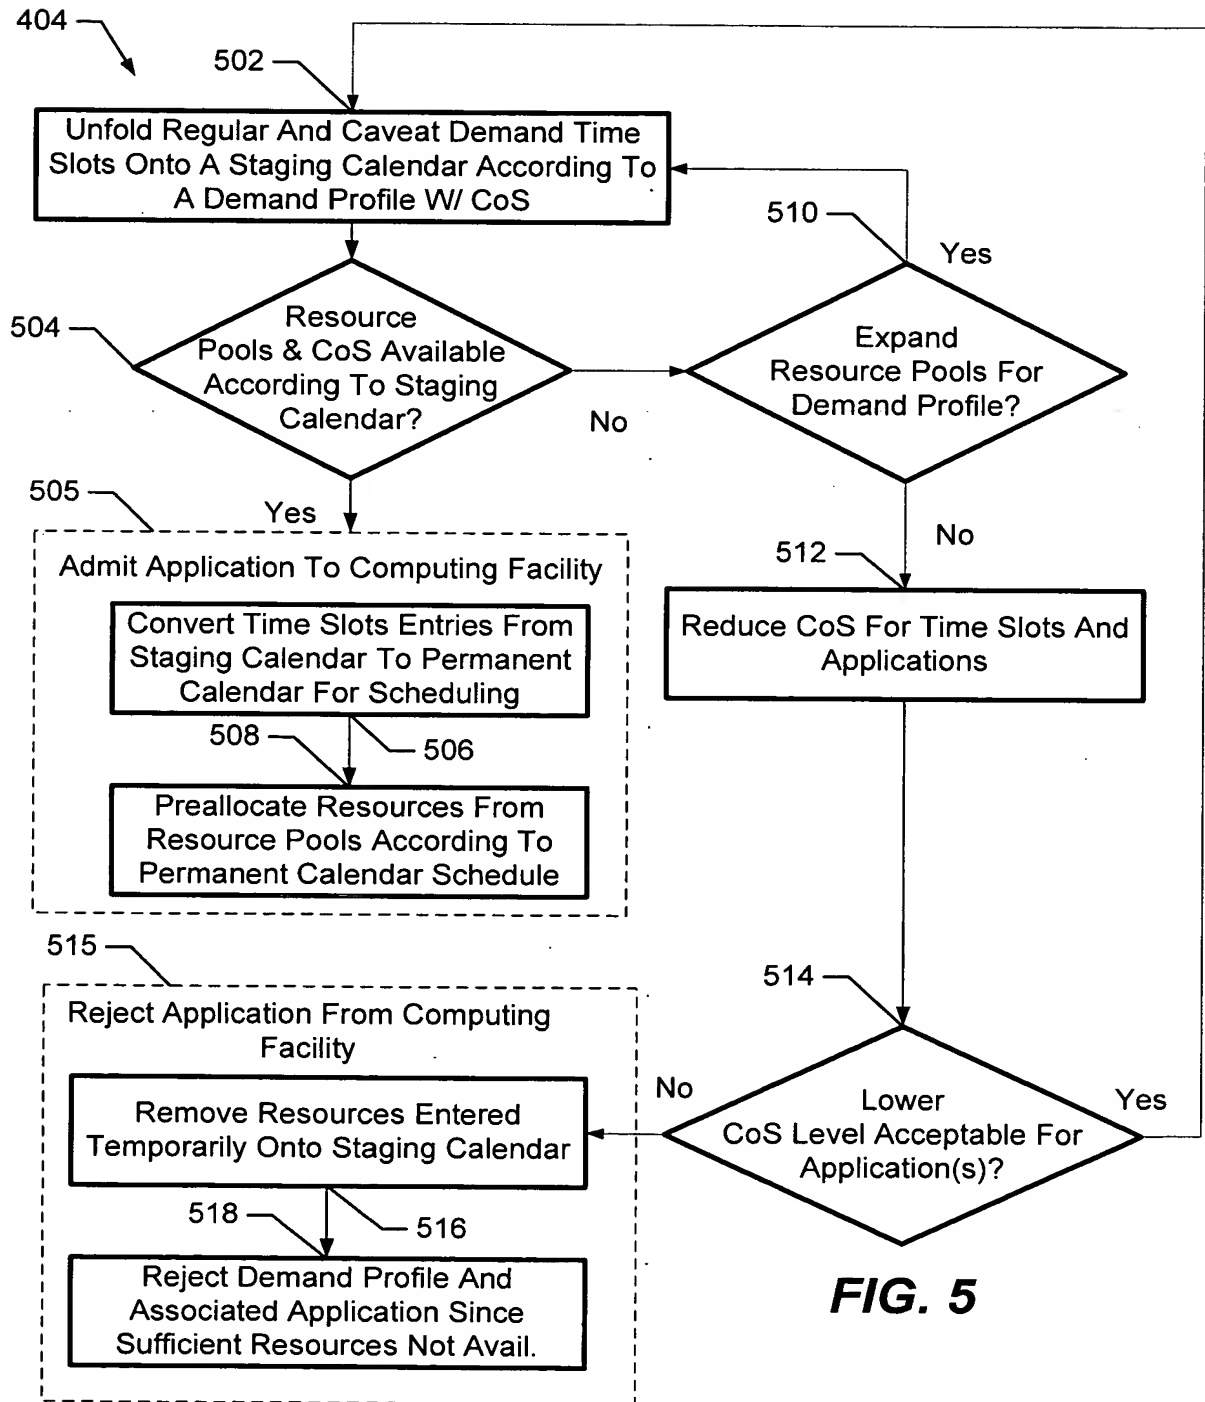 404
502
Unfold Regular And Caveat Demand Time
Slots Onto A Staging Calendar According To
A Demand Profile W/ CoS
510
Yes
504
Resource
Pools & CoS Available
According To Staging
Calendar?
No
Expand
Resource Pools For
Demand Profile?
505
Yes
No
Admit Application To Computing Facility
Convert Time Slots Entries From
Staging Calendar To Permanent
Calendar For Scheduling
508
506
Preallocate Resources From
Resource Pools According To
Permanent Calendar Schedule
512
Reduce CoS For Time Slots And
Applications
515
514
Reject Application From Computing
Facility
Remove Resources Entered
Temporarily Onto Staging Calendar
No
Lower
CoS Level Acceptable For
Application(s)?
Yes
518
516
Reject Demand Profile And
Associated Application Since
Sufficient Resources Not Avail.
FIG. 5